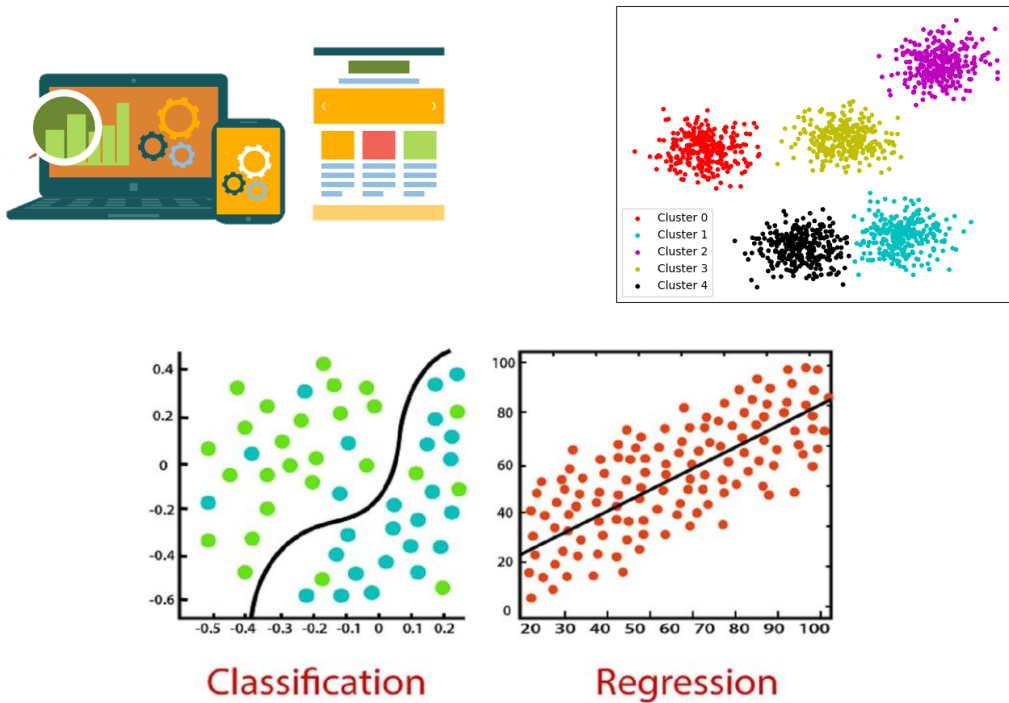 Cluster 0
Cluster 1
Cluster 2
Cluster 3
Cluster 4
0.4
0.2
0
-0.2
-0.4
-0.6
-0.5 -0.4 -0.3 -0.2 -0.1 0 0.1 0.2
100
80
60
40
20
0
20 30 40 50 60 70 80 90 100
Classification
Regression